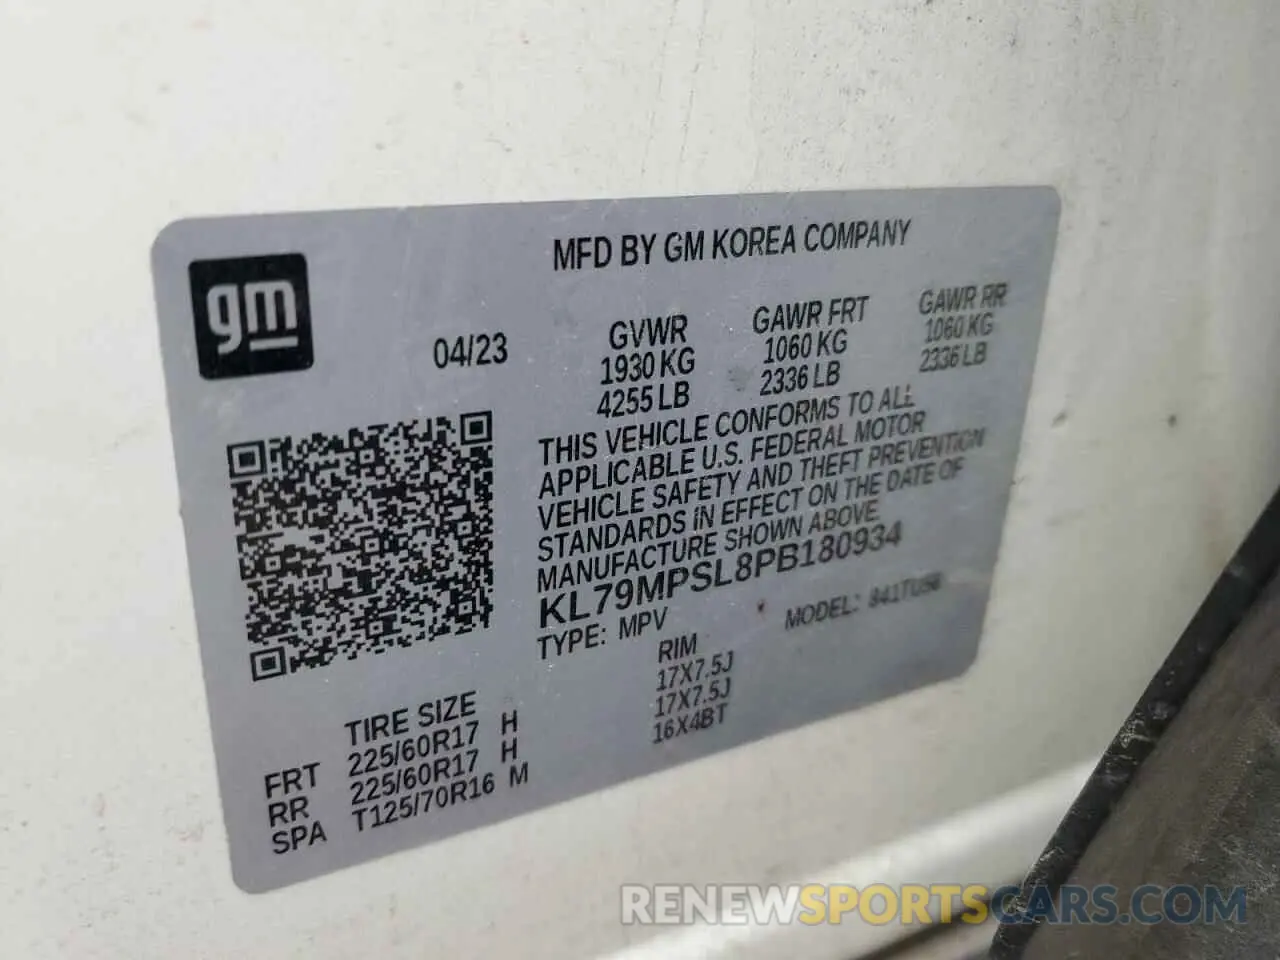 MFD BY GM KOREA COMPANY
gm
04/23
GVWR GAWR FRT GAWR RR
1930 KG 1060 KG 1060 KG
4255 LB 2336 LB 2336 LB
THIS VEHICLE CONFORMS TO ALL
APPLICABLE U.S. FEDERAL MOTOR
VEHICLE SAFETY AND THEFT PREVENTION
STANDARDS IN EFFECT ON THE DATE OF
MANUFACTURE SHOWN ABOVE
KL79MPSL8PB180934
TYPE: MPV MODEL:
TIRE SIZE RIM
FRT 225/60R17 H 17X7.5J
RR 225/60R17 H 17X7.5J
SPA T125/70R16 M 16X4BT
RENEWSPORTSCARS.COM